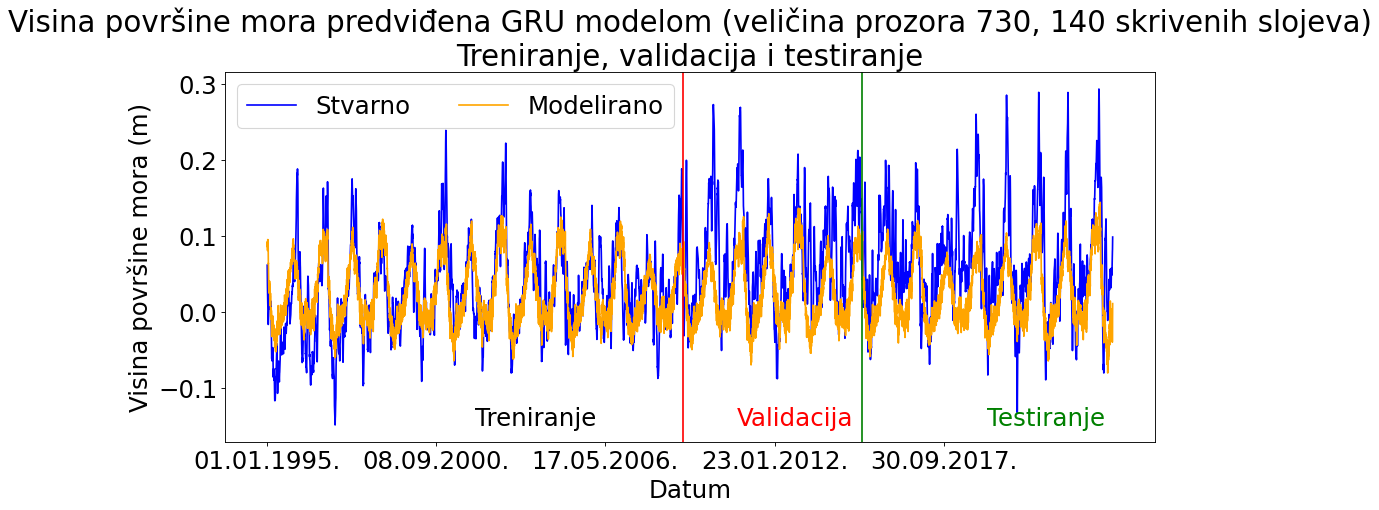 Visina površine mora predviđena GRU modelom (veličina prozora 730, 140 skrivenih slojeva)
Treniranje, validacija i testiranje
Stvarno
Modelirano
Visina površine mora (m)
0.3
0.2
0.1
0.0
−0.1
Treniranje
Validacija
Testiranje
01.01.1995.
08.09.2000.
17.05.2006.
23.01.2012.
30.09.2017.
Datum